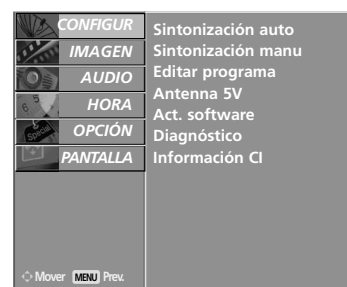 CONFIGUR
IMAGEN
AUDIO
HORA
OPCIÓN
PANTALLA
Sintonización auto
Sintonización manu
Editar programa
Antenna 5V
Act. software
Diagnóstico
Información CI
Mover MENU Prev.